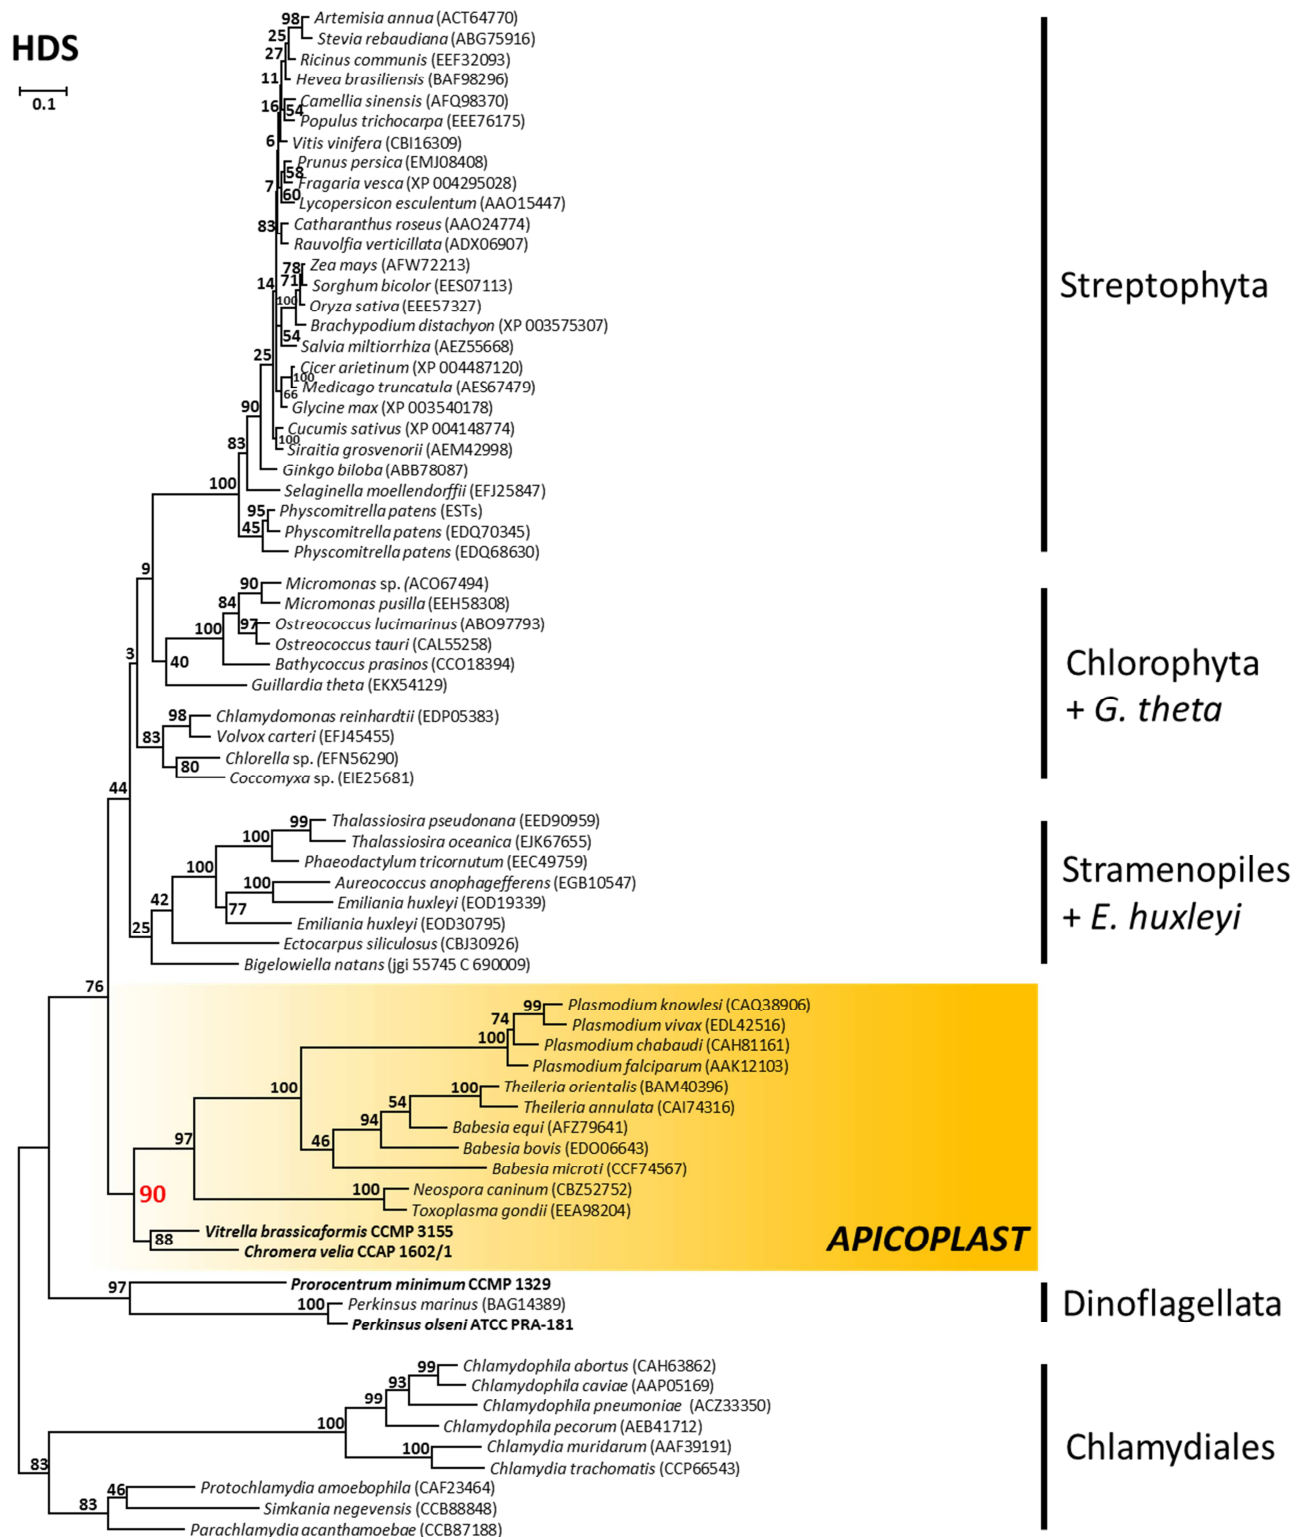 HDS
0.1
98
Artemisia annua (ACT64770)
25
Stevia rebaudiana (ABG75916)
27
Ricinus communis (EEF32093)
11
Hevea brasiliensis (BAF98296)
16
54
Camellia sinensis (AFQ98370)
Populus trichocarpa (EEE76175)
6
Vitis vinifera (CBI16309)
Prunus persica (EMJ08408)
58
7
Fragaria vesca (XP 004295028)
60
Lycopersicon esculentum (AAO15447)
83
Catharanthus roseus (AAO24774)
Rauvolfia verticillata (ADX06907)
78
Zea mays (AFW72213)
14
71
Sorghum bicolor (EES07113)
Streptophyta
100
Oryza sativa (EEE57327)
Brachypodium distachyon (XP 003575307)
54
Salvia miltiorrhiza (AEZ55668)
25
Cicer arietinum (XP 004487120)
100
Medicago truncatula (AES67479)
66
90
Glycine max (XP 003540178)
Cucumis sativus (XP 004148774)
83
100
Siraitia grosvenorii (AEM42998)
Ginkgo biloba (ABB78087)
100
Selaginella moellendorffii (EFJ25847)
95
Physcomitrella patens (ESTs)
45
Physcomitrella patens (EDQ70345)
Physcomitrella patens (EDQ68630)
9
90
Micromonas sp. (ACO67494)
84
Micromonas pusilla (EEH58308)
100
97
Ostreococcus lucimarinus (ABO97793)
Ostreococcus tauri (CAL55258)
3
40
Bathycoccus prasinos (CCO18394)
Guillardia theta (EKX54129)
Chlorophyta
+ G. theta
98
Chlamydomonas reinhardtii (EDP05383)
83
Volvox carteri (EFJ45455)
Chlorella sp. (EFN56290)
80
Coccomyxa sp. (EIE25681)
44
99
Thalassiosira pseudonana (EED90959)
100
Thalassiosira oceanica (EJK67655)
100
Phaeodactylum tricornutum (EEC49759)
100
Aureococcus anophagefferens (EGB10547)
42
77
Emiliania huxleyi (EOD19339)
Emiliania huxleyi (EOD30795)
25
Ectocarpus siliculosus (CBJ30926)
Bigelowiella natans (jgi 55745 C 690009)
Stramenopiles
+ E. huxleyi
76
99
Plasmodium knowlesi (CAQ38906)
74
Plasmodium vivax (EDL42516)
100
Plasmodium chabaudi (CAH81161)
Plasmodium falciparum (AAK12103)
100
100
Theileria orientalis (BAM40396)
54
Theileria annulata (CAI74316)
94
Babesia equi (AFZ79641)
97
46
Babesia bovis (EDO06643)
Babesia microti (CCF74567)
90
100
Neospora caninum (CBZ52752)
Toxoplasma gondii (EEA98204)
Vitrella brassicaformis CCMP 3155
88
Chromera velia CCAP 1602/1
APICOPLAST
97
Prorocentrum minimum CCMP 1329
100
Perkinsus marinus (BAG14389)
Perkinsus olseni ATCC PRA-181
Dinoflagellata
99
Chlamydophila abortus (CAH63862)
93
Chlamydophila caviae (AAP05169)
99
Chlamydophila pneumoniae (ACZ33350)
100
Chlamydophila pecorum (AEB41712)
100
Chlamydia muridarum (AAF39191)
Chlamydiales
83
Chlamydia trachomatis (CCP66543)
46
Protochlamydia amoebophila (CAF23464)
83
Simkania negevensis (CCB88848)
Parachlamydia acanthamoebae (CCB87188)